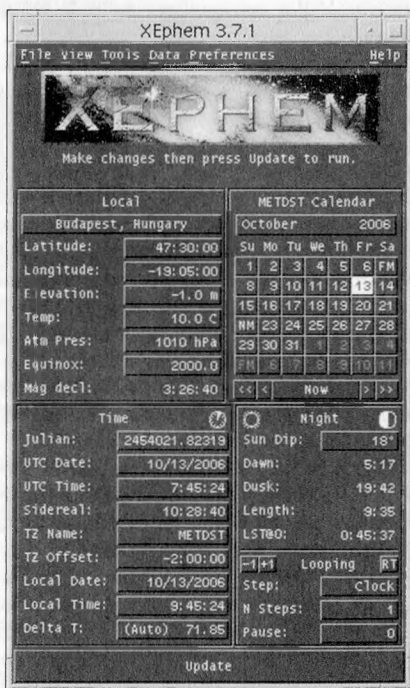 XEphem 3.7.1
File View Tools Data Preferences Help
XEPHEM
Make changes then press Update to run.
Local
Budapest, Hungary
Latitude: 47:30:00
Longitude: -19:05:00
Elevation: -1.0 m
Temp: 10.0 C
Atm Pres: 1010 hPa
Equinox: 2000.0
Mag decl: 3:26:40
METDST Calendar
October 2006
Su Mo Tu We Th Fr Sa
1 2 3 4 5 6 FM
8 9 10 11 12 13 14
15 16 17 18 19 20 21
NM 23 24 25 26 27 28
29 30 31 1 2 3 4
FM 6 7 8 9 10 11
<< < Now > >>
Time
Julian: 2454021.82319
UTC Date: 10/13/2006
UTC Time: 7:45:24
Sidereal: 10:28:40
TZ Name: METDST
TZ Offset: -2:00:00
Local Date: 10/13/2006
Local Time: 9:45:24
Delta T: (Auto) 71.85
Night
Sun Dip: 18°
Dawn: 5:17
Dusk: 19:42
Length: 9:35
LST@0: 0:45:37
-1 +1 Looping RT
Step: Clock
N Steps: 1
Pause: 0
Update